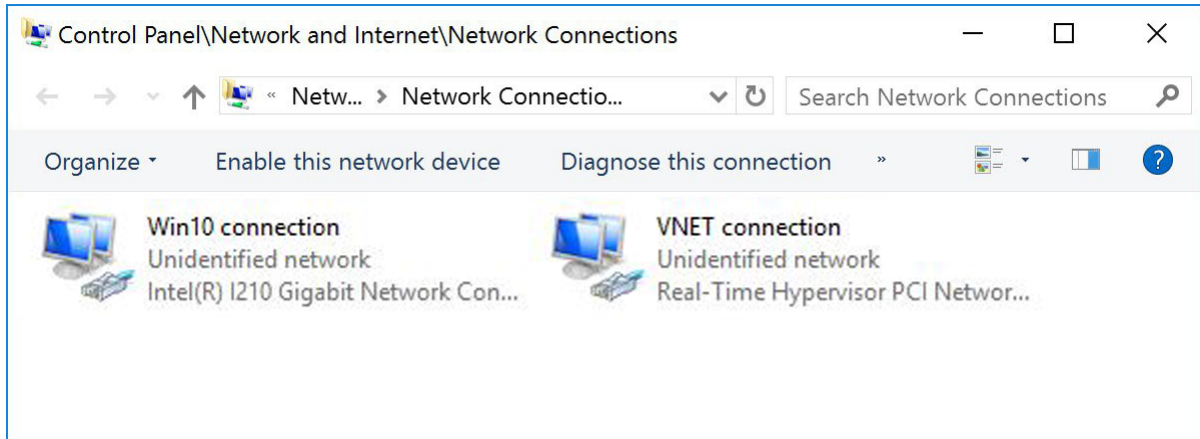 Control Panel\Network and Internet\Network Connections
« Netw... > Network Connectio...
Search Network Connections
Organize
Enable this network device
Diagnose this connection
»
?
Win10 connection
Unidentified network
Intel(R) I210 Gigabit Network Con...
VNET connection
Unidentified network
Real-Time Hypervisor PCI Networ...